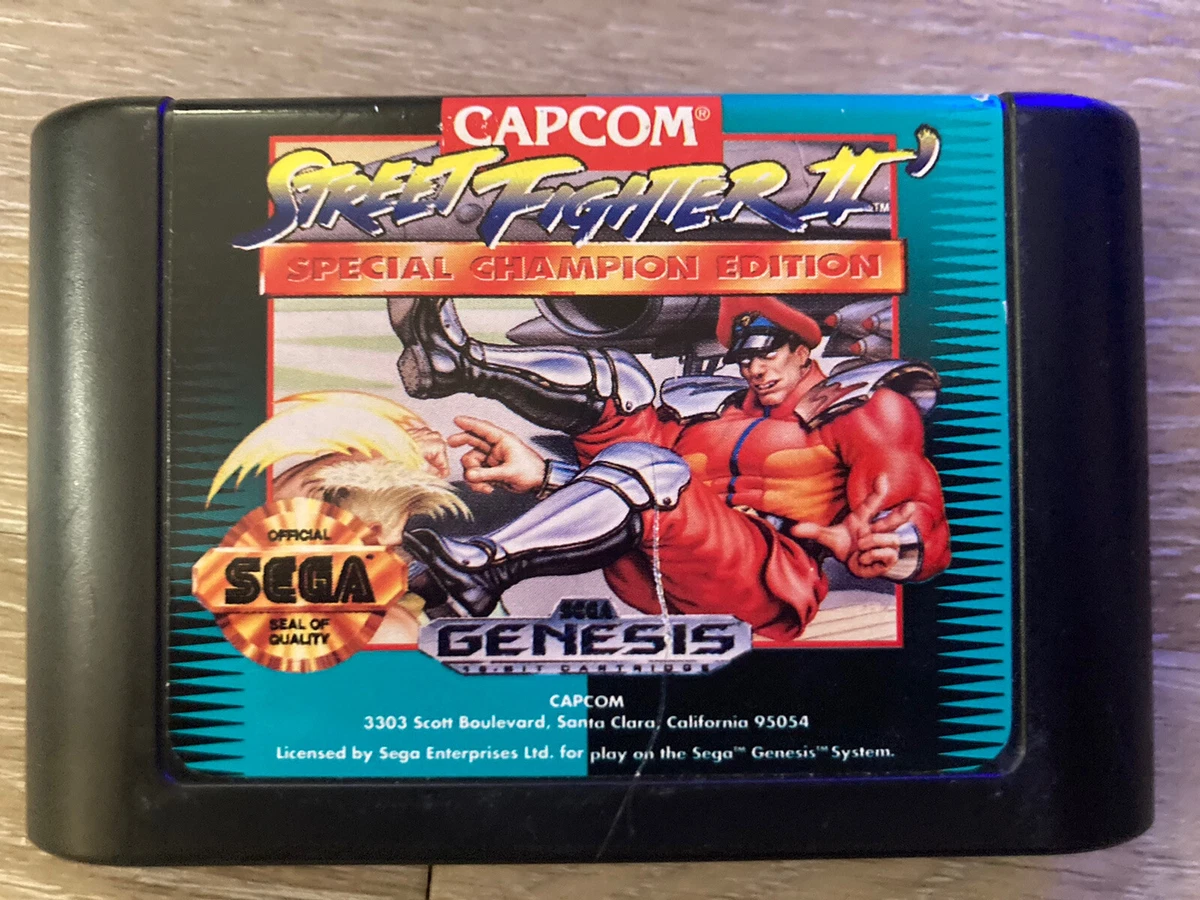 CAPCOM®
STREET FIGHTER II'™
SPECIAL CHAMPION EDITION
OFFICIAL
SEGA
SEAL OF
QUALITY
SEGA
GENESIS
16-BIT CARTRIDGE
CAPCOM
3303 Scott Boulevard, Santa Clara, California 95054
Licensed by Sega Enterprises Ltd. for play on the Sega™ Genesis™ System.